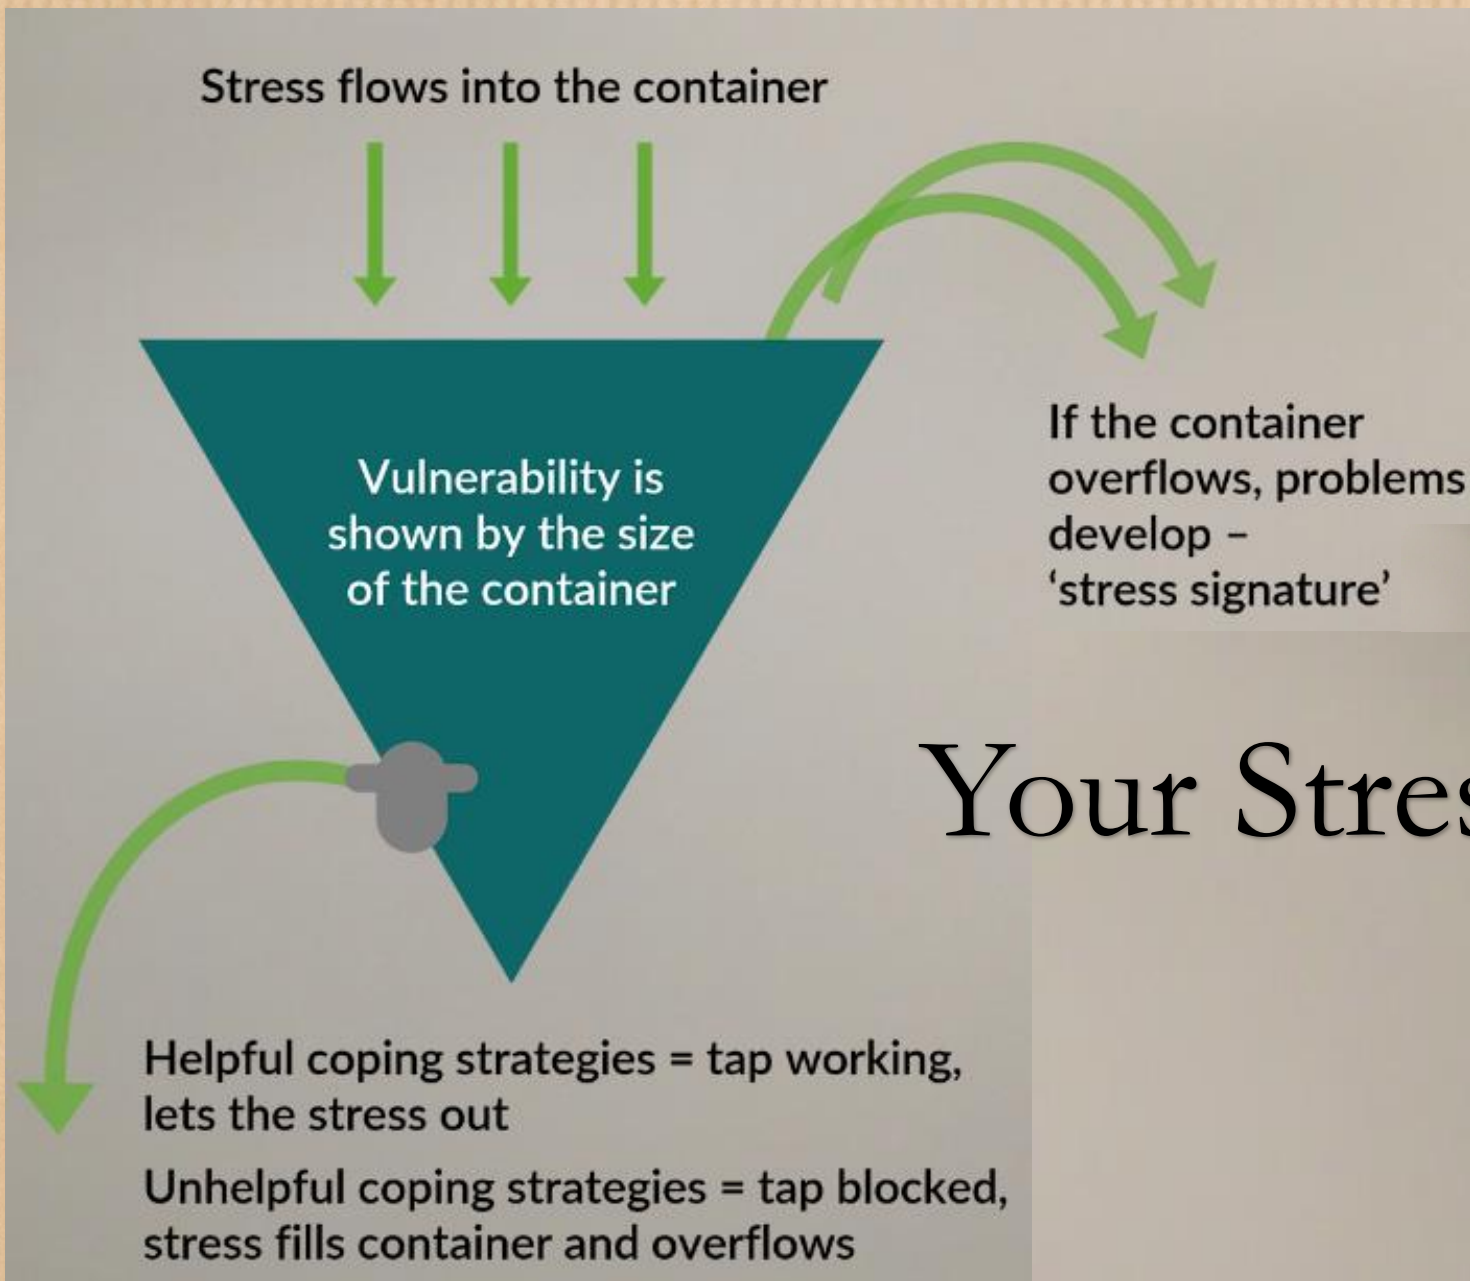 Stress flows into the container
Vulnerability is
shown by the size
of the container
If the container
overflows, problems
develop –
‘stress signature’
Your Stres
Helpful coping strategies = tap working,
lets the stress out
Unhelpful coping strategies = tap blocked,
stress fills container and overflows